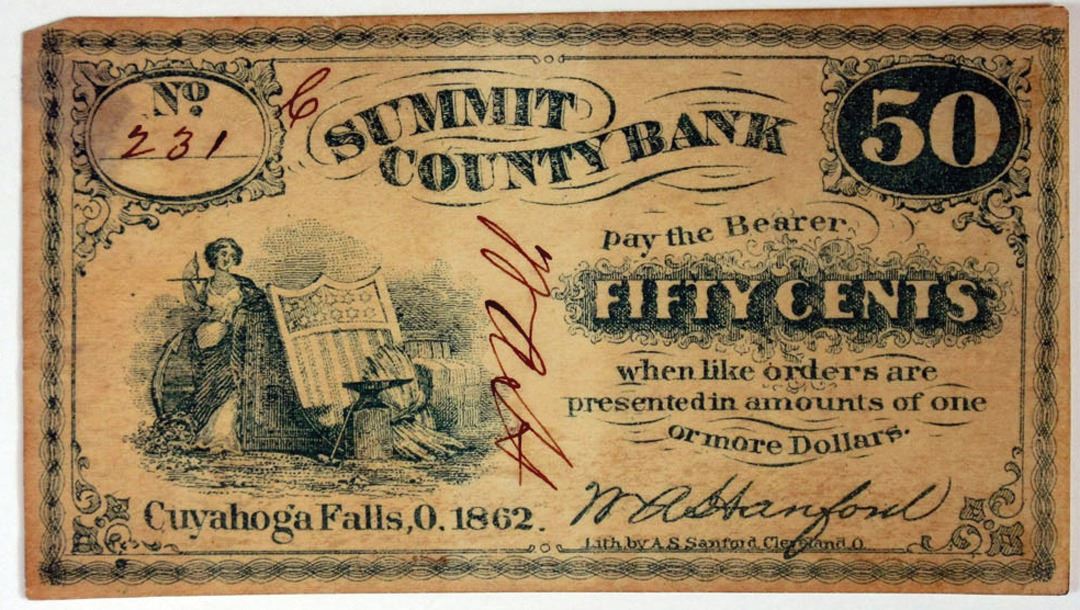 No.
231
C
SUMMIT
COUNTY BANK
50
pay the Bearer
FIFTY CENTS
when like orders are
presented in amounts of one
or more Dollars.
Cuyahoga Falls, O. 1862.
W A Hanford
Lith. by A.S. Sanford, Cleveland. O.